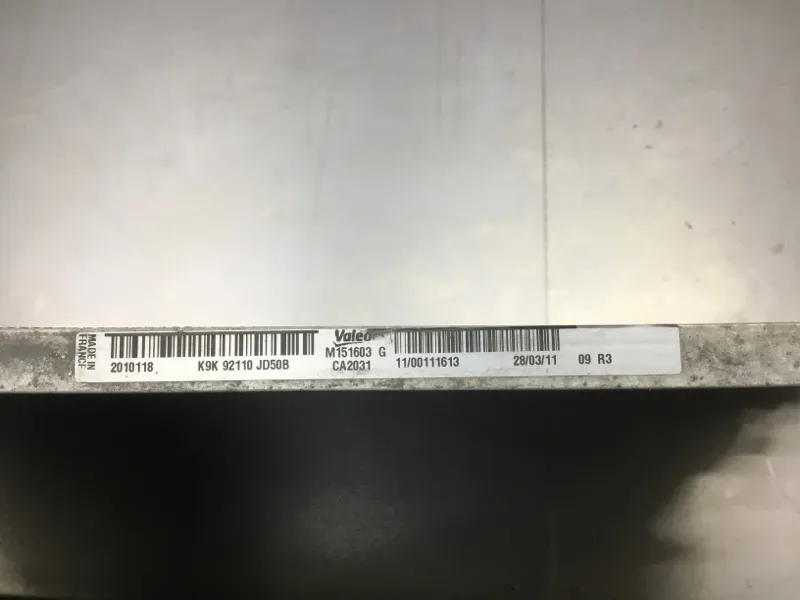 MADE IN
FRANCE
Valeo
M151603 G
2010118 K9K 92110 JD50B CA2031 11/00111613 28/03/11 09 R3